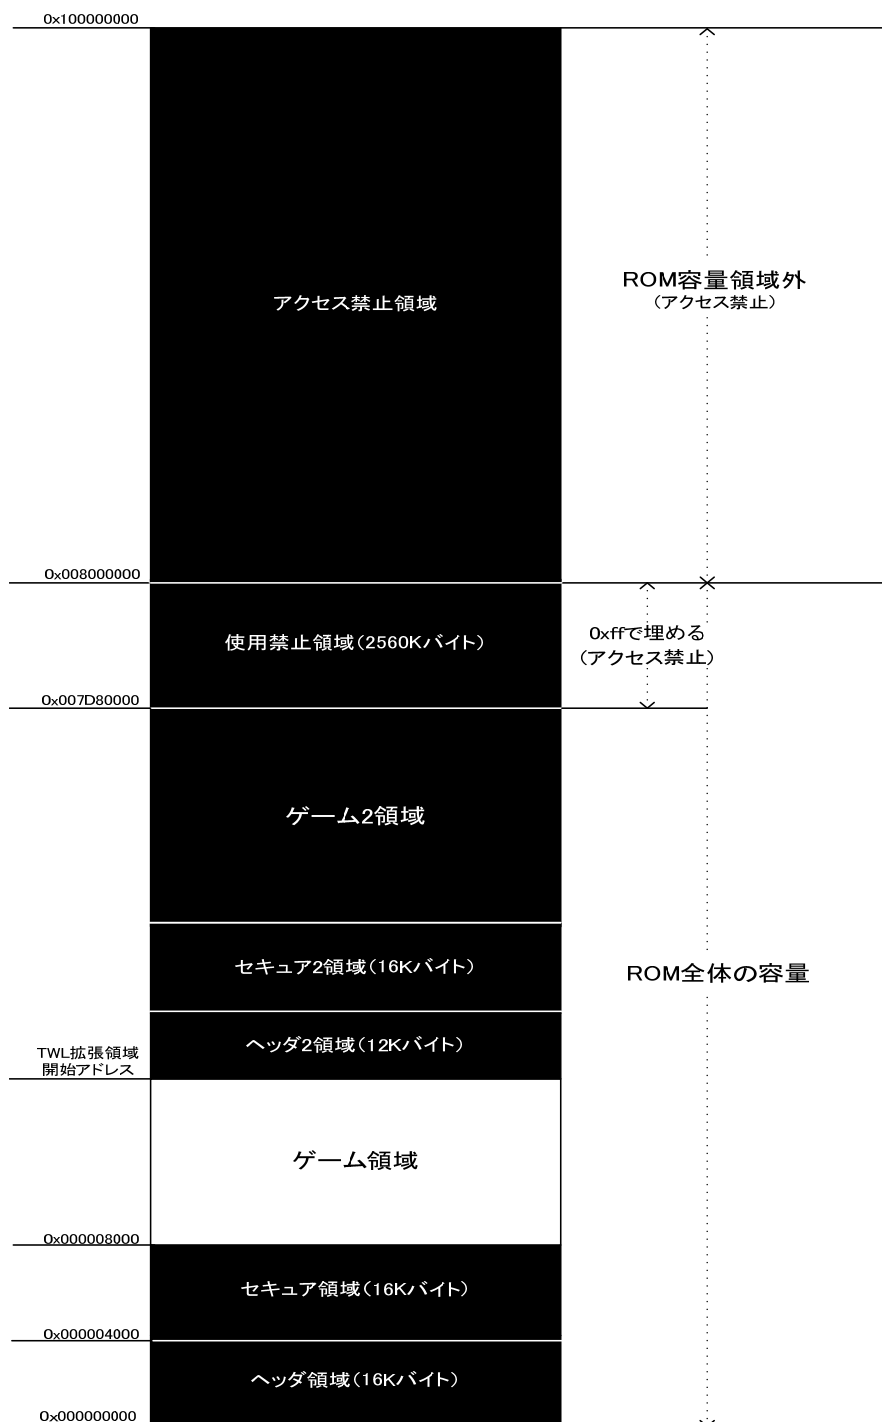 0x100000000
アクセス禁止領域
ROM容量領域外
(アクセス禁止)
0x008000000
使用禁止領域(2560Kバイト)
0xffで埋める
(アクセス禁止)
0x007D80000
ゲーム2領域
セキュア2領域(16Kバイト)
ROM全体の容量
ヘッダ2領域(12Kバイト)
TWL拡張領域
開始アドレス
ゲーム領域
0x000008000
セキュア領域(16Kバイト)
0x000004000
ヘッダ領域(16Kバイト)
0x000000000